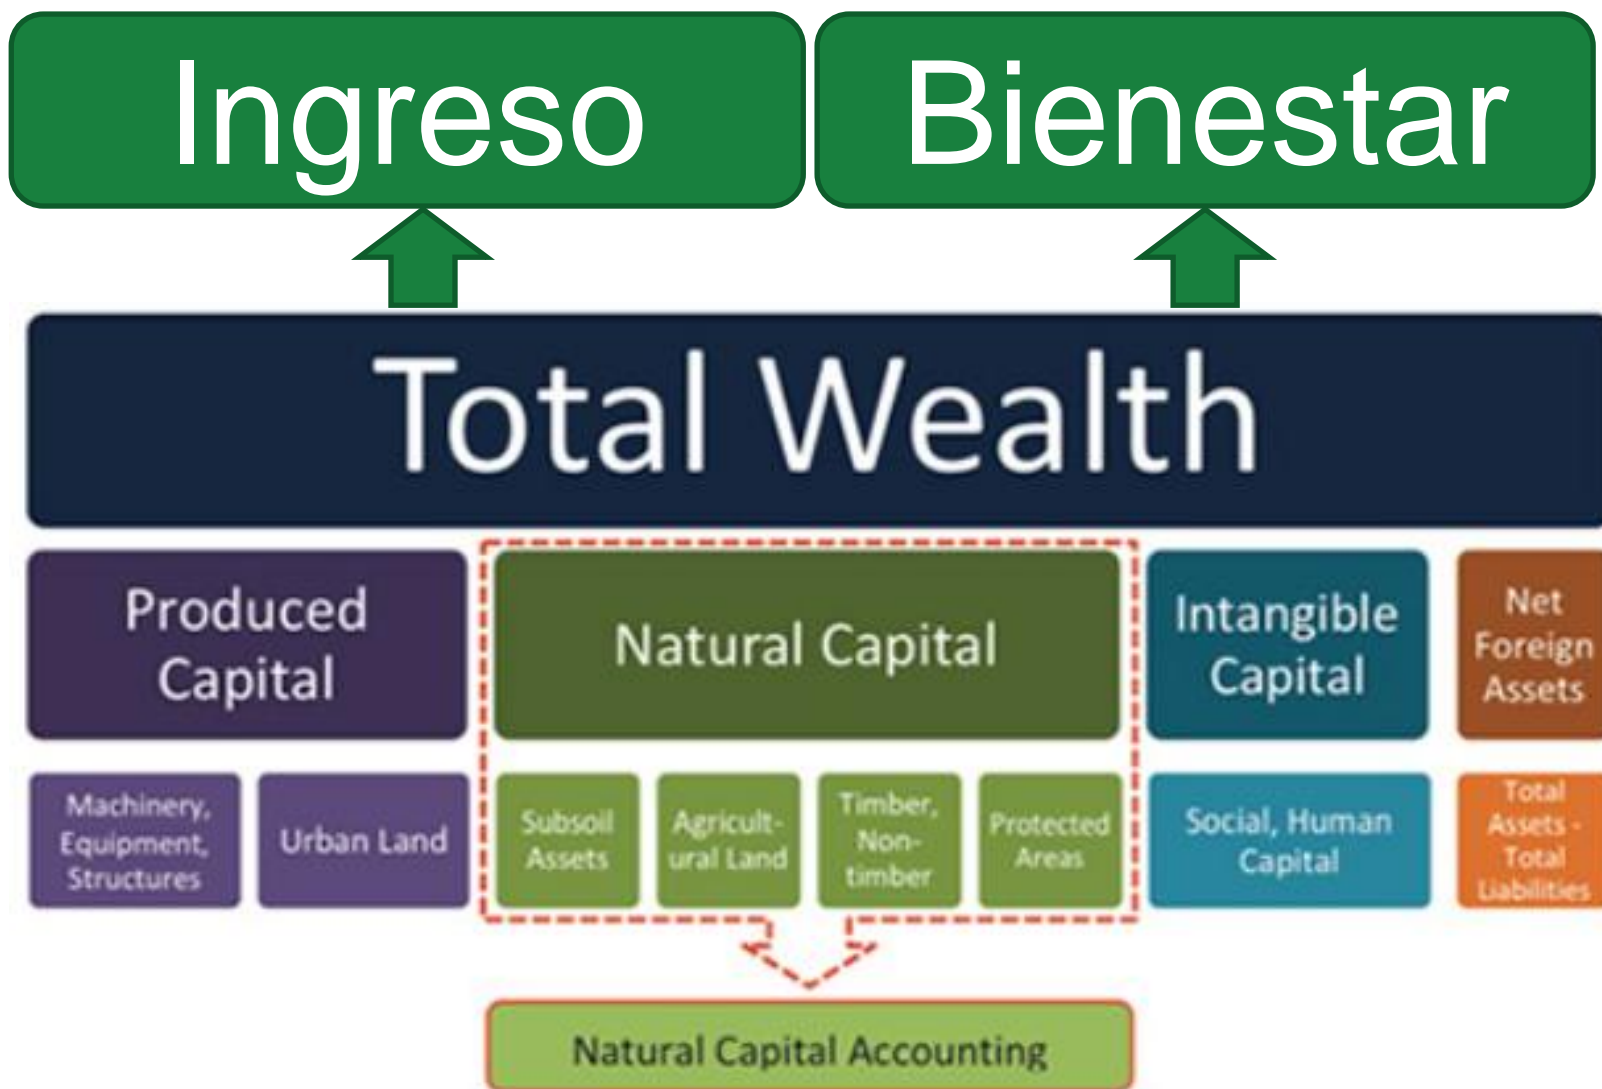 Ingreso
Bienestar
Total Wealth
Produced
Capital
Natural Capital
Intangible
Capital
Net
Foreign
Assets
Machinery,
Equipment,
Structures
Urban Land
Subsoil
Assets
Agricult-
ural Land
Timber,
Non-
timber
Protected
Areas
Social, Human
Capital
Total
Assets -
Total
Liabilities
Natural Capital Accounting